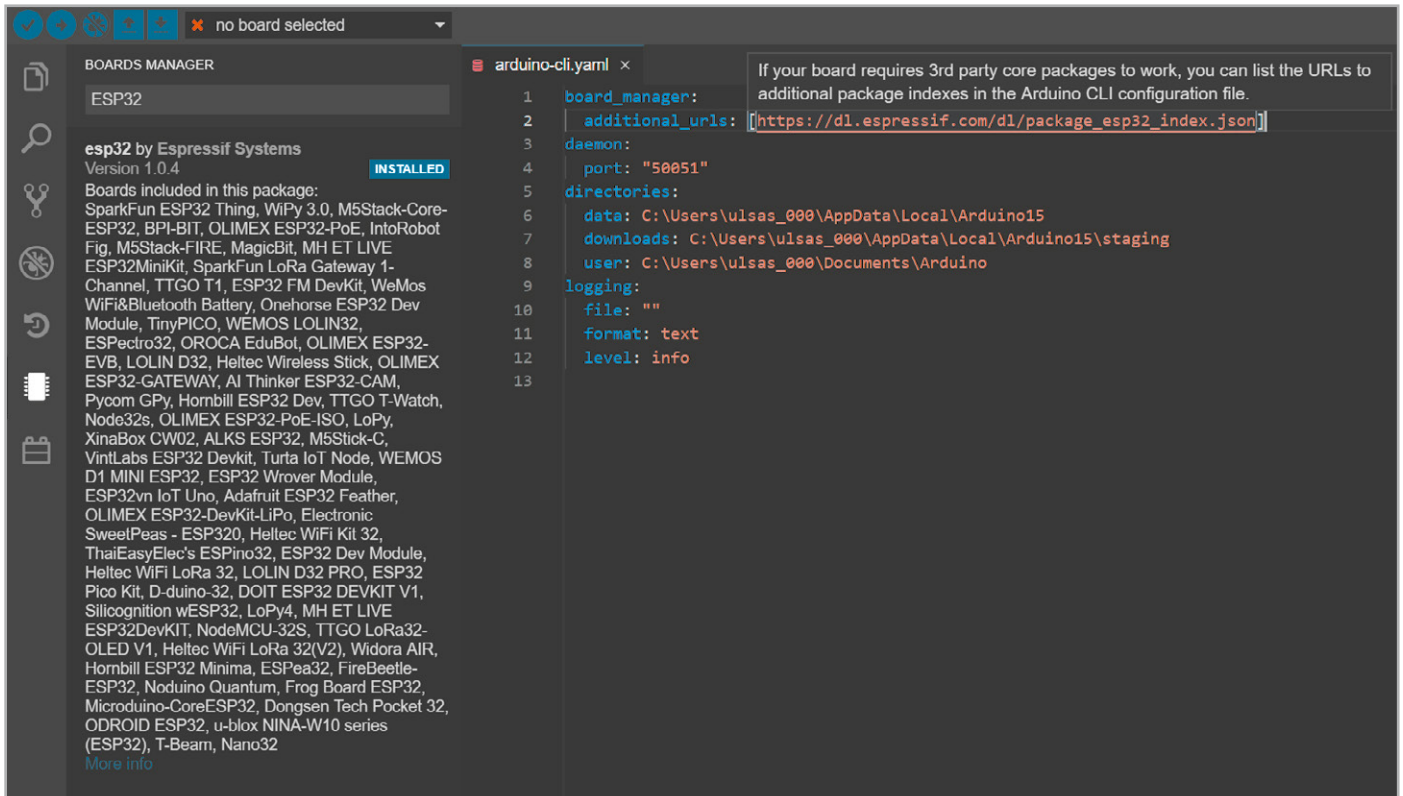 no board selected
BOARDS MANAGER
ESP32
esp32 by Espressif Systems
Version 1.0.4
INSTALLED
Boards included in this package:
SparkFun ESP32 Thing, WiPy 3.0, M5Stack-Core-
ESP32, BPI-BIT, OLIMEX ESP32-PoE, IntoRobot
Fig, M5Stack-FIRE, MagicBit, MH ET LIVE
ESP32MiniKit, SparkFun LoRa Gateway 1-
Channel, TTGO T1, ESP32 FM DevKit, WeMos
WiFi&Bluetooth Battery, Onehorse ESP32 Dev
Module, TinyPICO, WEMOS LOLIN32,
ESPectro32, OROCA EduBot, OLIMEX ESP32-
EVB, LOLIN D32, Heltec Wireless Stick, OLIMEX
ESP32-GATEWAY, AI Thinker ESP32-CAM,
Pycom GPy, Hornbill ESP32 Dev, TTGO T-Watch,
Node32s, OLIMEX ESP32-PoE-ISO, LoPy,
XinaBox CW02, ALKS ESP32, M5Stick-C,
VintLabs ESP32 Devkit, Turta IoT Node, WEMOS
D1 MINI ESP32, ESP32 Wrover Module,
ESP32vn IoT Uno, Adafruit ESP32 Feather,
OLIMEX ESP32-DevKit-LiPo, Electronic
SweetPeas - ESP320, Heltec WiFi Kit 32,
ThaiEasyElec's ESPino32, ESP32 Dev Module,
Heltec WiFi LoRa 32, LOLIN D32 PRO, ESP32
Pico Kit, D-duino-32, DOIT ESP32 DEVKIT V1,
Silicognition wESP32, LoPy4, MH ET LIVE
ESP32DevKIT, NodeMCU-32S, TTGO LoRa32-
OLED V1, Heltec WiFi LoRa 32(V2), Widora AIR,
Hornbill ESP32 Minima, ESPea32, FireBeetle-
ESP32, Noduino Quantum, Frog Board ESP32,
Microduino-CoreESP32, Dongsen Tech Pocket 32,
ODROID ESP32, u-blox NINA-W10 series
(ESP32), T-Beam, Nano32
More info
arduino-cli.yaml ×
If your board requires 3rd party core packages to work, you can list the URLs to
additional package indexes in the Arduino CLI configuration file.
1 board_manager:
2 additional_urls: [https://dl.espressif.com/dl/package_esp32_index.json]
3 daemon:
4 port: "50051"
5 directories:
6 data: C:\Users\ulsas_000\AppData\Local\Arduino15
7 downloads: C:\Users\ulsas_000\AppData\Local\Arduino15\staging
8 user: C:\Users\ulsas_000\Documents\Arduino
9 logging:
10 file: ""
11 format: text
12 level: info
13